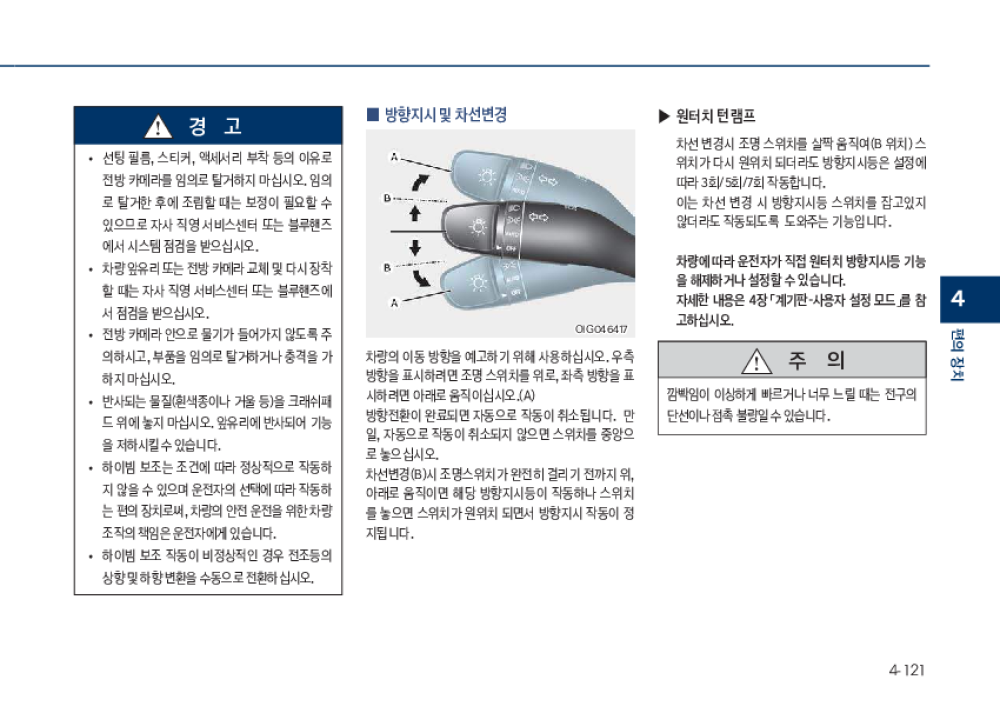 경 고
• 선팅 필름, 스티커, 액세서리 부착 등의 이유로
전방 카메라를 임의로 탈거하지 마십시오. 임의
로 탈거한 후에 조립할 때는 보정이 필요할 수
있으므로 자사 직영 서비스센터 또는 블루핸즈
에서 시스템 점검을 받으십시오.
• 차량 앞유리 또는 전방 카메라 교체 및 다시 장착
할 때는 자사 직영 서비스센터 또는 블루핸즈에
서 점검을 받으십시오.
• 전방 카메라 안으로 물기가 들어가지 않도록 주
의하시고, 부품을 임의로 탈거하거나 충격을 가
하지 마십시오.
• 반사되는 물질(흰색종이나 거울 등)을 크래쉬패
드 위에 놓지 마십시오. 앞유리에 반사되어 기능
을 저하시킬 수 있습니다.
• 하이빔 보조는 조건에 따라 정상적으로 작동하
지 않을 수 있으며 운전자의 선택에 따라 작동하
는 편의 장치로써, 차량의 안전 운전을 위한 차량
조작의 책임은 운전자에게 있습니다.
• 하이빔 보조 작동이 비정상적인 경우 전조등의
상향 및 하향 변환을 수동으로 전환하십시오.
■ 방향지시 및 차선변경
A
B
B
A
OIG046417
차량의 이동 방향을 예고하기 위해 사용하십시오. 우측
방향을 표시하려면 조명 스위치를 위로, 좌측 방향을 표
시하려면 아래로 움직이십시오.(A)
방향전환이 완료되면 자동으로 작동이 취소됩니다. 만
일, 자동으로 작동이 취소되지 않으면 스위치를 중앙으
로 놓으십시오.
차선변경(B)시 조명스위치가 완전히 걸리기 전까지 위,
아래로 움직이면 해당 방향지시등이 작동하나 스위치
를 놓으면 스위치가 원위치 되면서 방향지시 작동이 정
지됩니다.
▶ 원터치 턴 램프
차선 변경시 조명 스위치를 살짝 움직여(B 위치) 스
위치가 다시 원위치 되더라도 방향지시등은 설정에
따라 3회/5회/7회 작동합니다.
이는 차선 변경 시 방향지시등 스위치를 잡고있지
않더라도 작동되도록 도와주는 기능입니다.
차량에 따라 운전자가 직접 원터치 방향지시등 기능
을 해제하거나 설정할 수 있습니다.
자세한 내용은 4장 「계기판-사용자 설정 모드」를 참
고하십시오.
주 의
깜빡임이 이상하게 빠르거나 너무 느릴 때는 전구의
단선이나 접촉 불량일 수 있습니다.
4
편의 장치
4-121